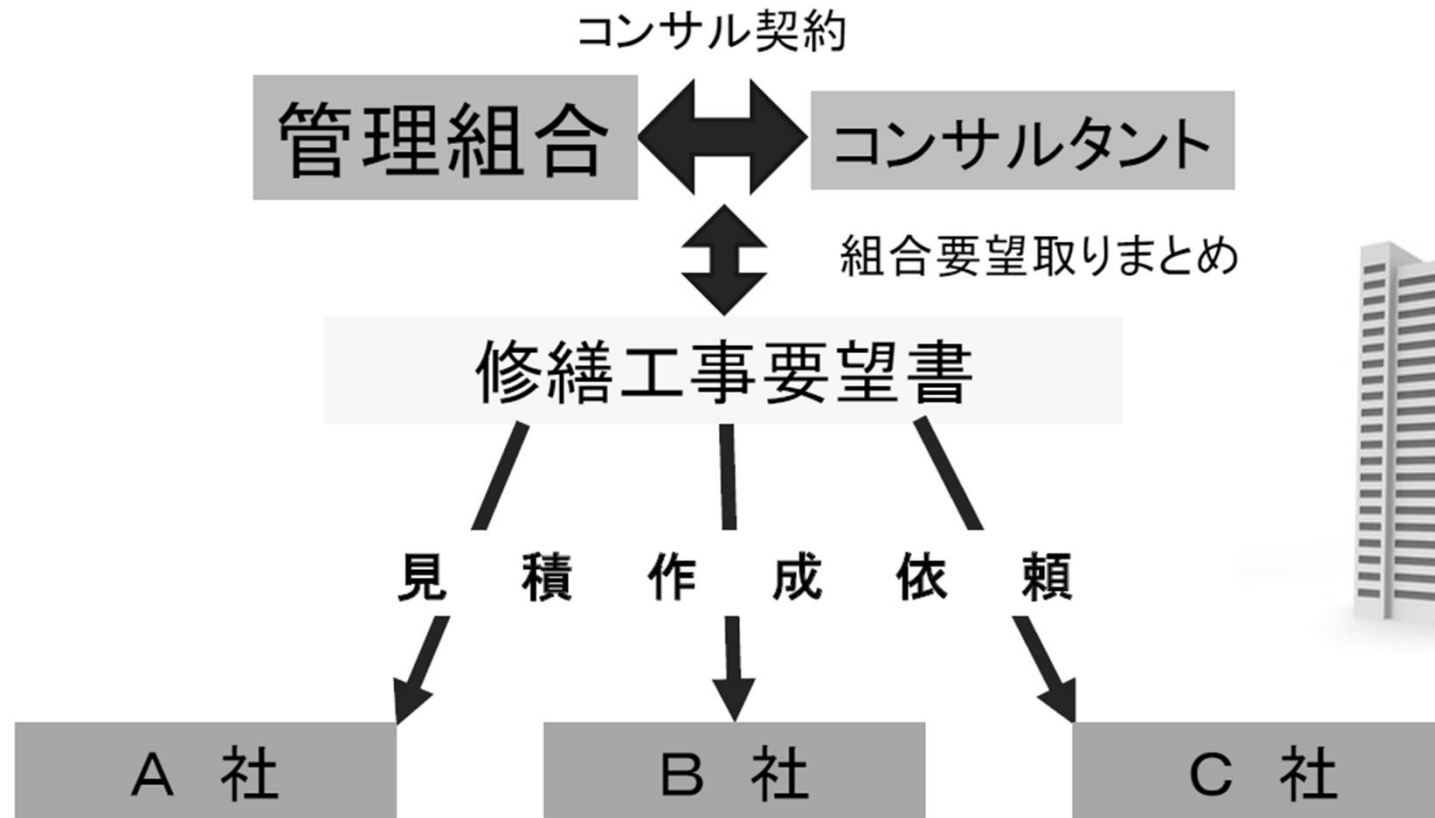 コンサル契約
管理組合
コンサルタント
組合要望取りまとめ
修繕工事要望書
見積作成依頼
A 社
B 社
C 社